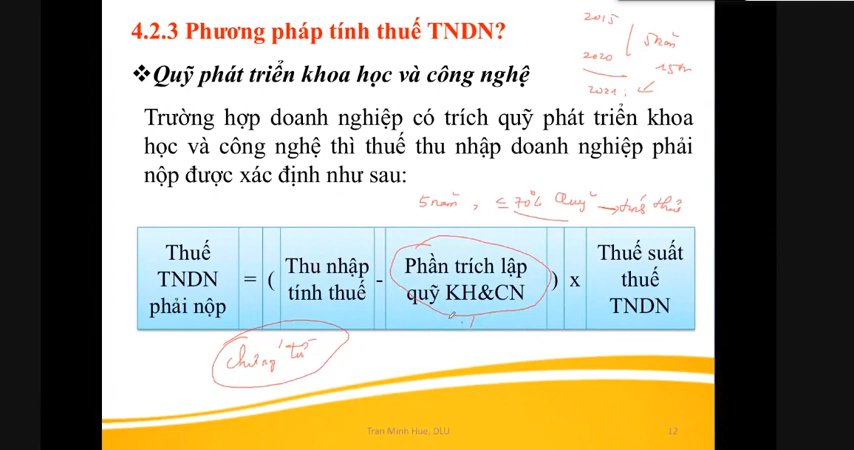 4.2.3 Phương pháp tính thuế TNDN?
2015
2020
5 năm
2021:
❖Quỹ phát triển khoa học và công nghệ
Trường hợp doanh nghiệp có trích quỹ phát triển khoa
học và công nghệ thì thuế thu nhập doanh nghiệp phải
nộp được xác định như sau:
5 năm, ≤ 70% Quỹ → thuế
Thuế
TNDN
phải nộp
= (
Thu nhập
tính thuế
-
Phần trích lập
quỹ KH&CN
) x
Thuế suất
thuế
TNDN
chứng từ
Tran Minh Hue, DLU
12